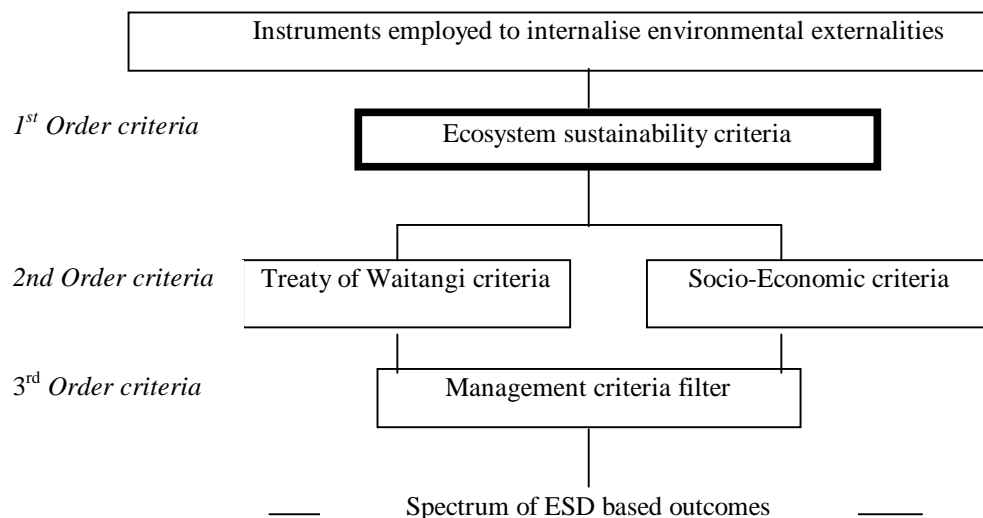 Instruments employed to internalise environmental externalities
1st Order criteria
Ecosystem sustainability criteria
2nd Order criteria
Treaty of Waitangi criteria
Socio-Economic criteria
3rd Order criteria
Management criteria filter
Spectrum of ESD based outcomes